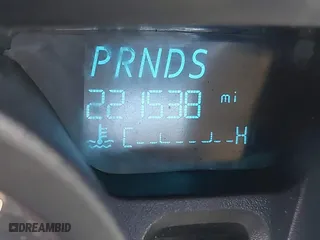 PRNDS
221538 mi
C H
DREAMBID